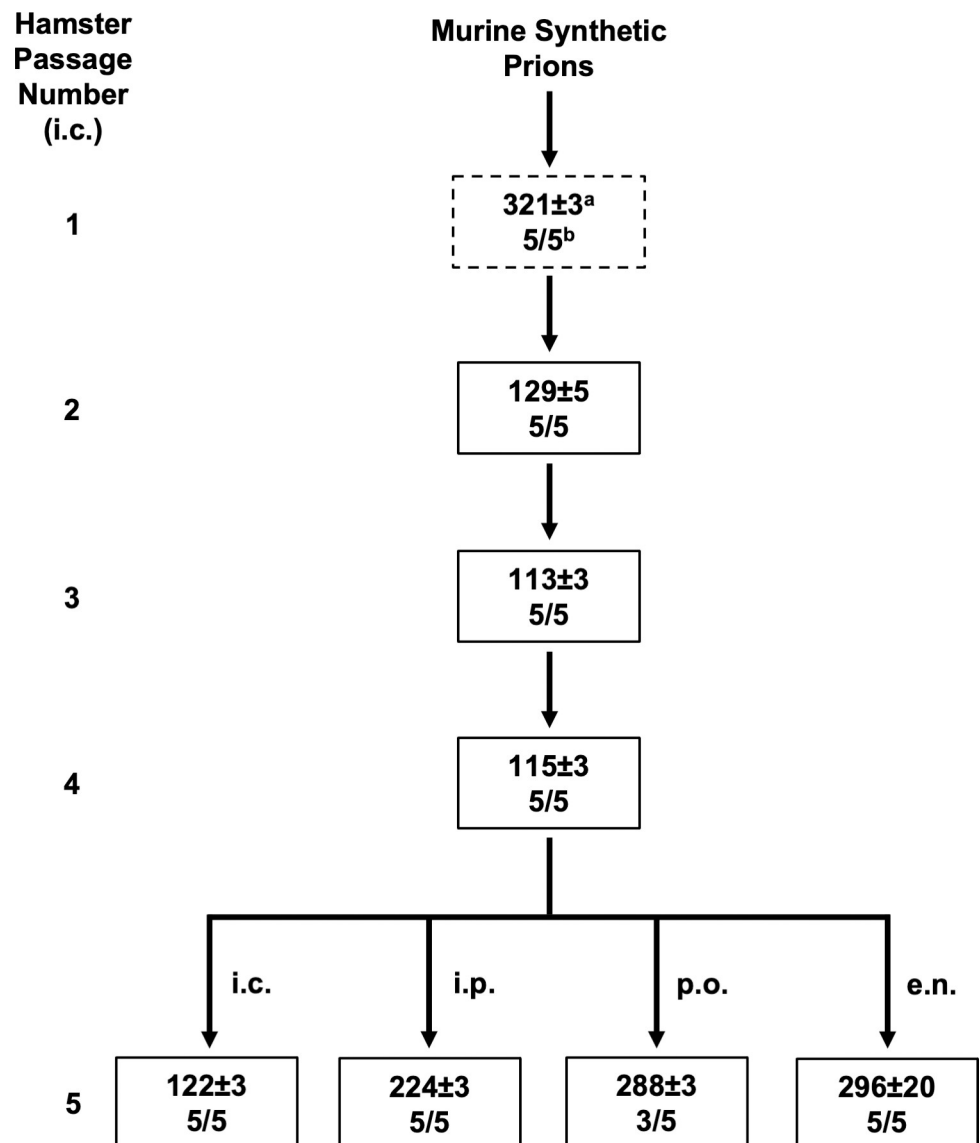 Hamster
Passage
Number
(i.c.)
Murine Synthetic
Prions
1
321±3ᵃ
5/5ᵇ
2
129±5
5/5
3
113±3
5/5
4
115±3
5/5
i.c.
i.p.
p.o.
e.n.
5
122±3
5/5
224±3
5/5
288±3
3/5
296±20
5/5